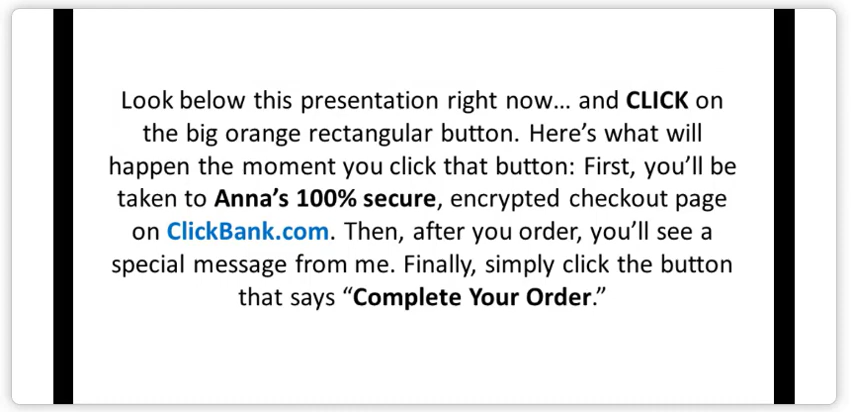 Look below this presentation right now... and CLICK on
the big orange rectangular button. Here’s what will
happen the moment you click that button: First, you’ll be
taken to Anna’s 100% secure, encrypted checkout page
on ClickBank.com. Then, after you order, you’ll see a
special message from me. Finally, simply click the button
that says “Complete Your Order.”